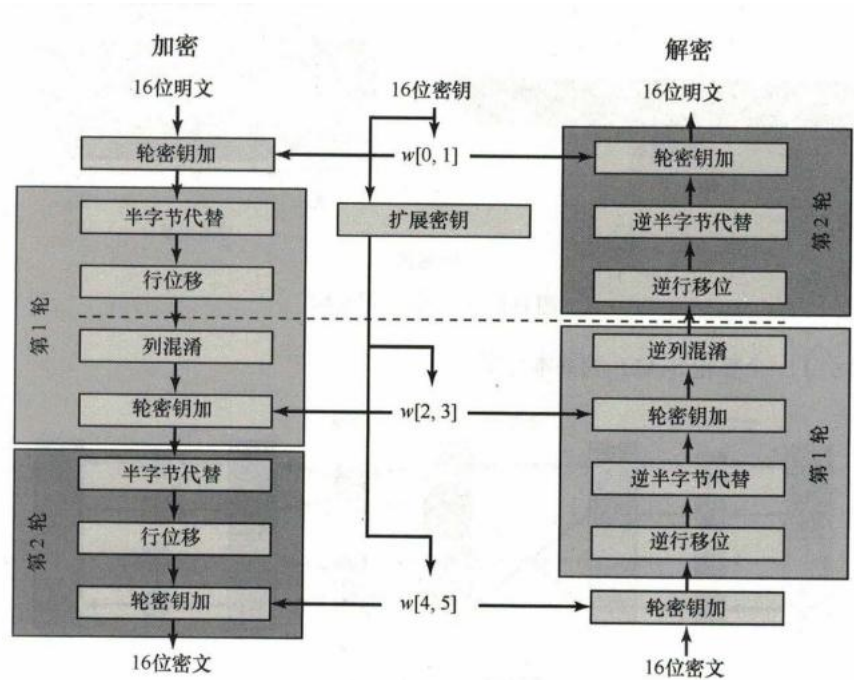 加密
解密
16位明文
16位密钥
16位明文
轮密钥加
w[0, 1]
轮密钥加
半字节代替
扩展密钥
逆半字节代替
行位移
逆行移位
第1轮
第2轮
列混淆
逆列混淆
轮密钥加
w[2, 3]
轮密钥加
半字节代替
逆半字节代替
行位移
逆行移位
第2轮
第1轮
轮密钥加
w[4, 5]
轮密钥加
16位密文
16位密文